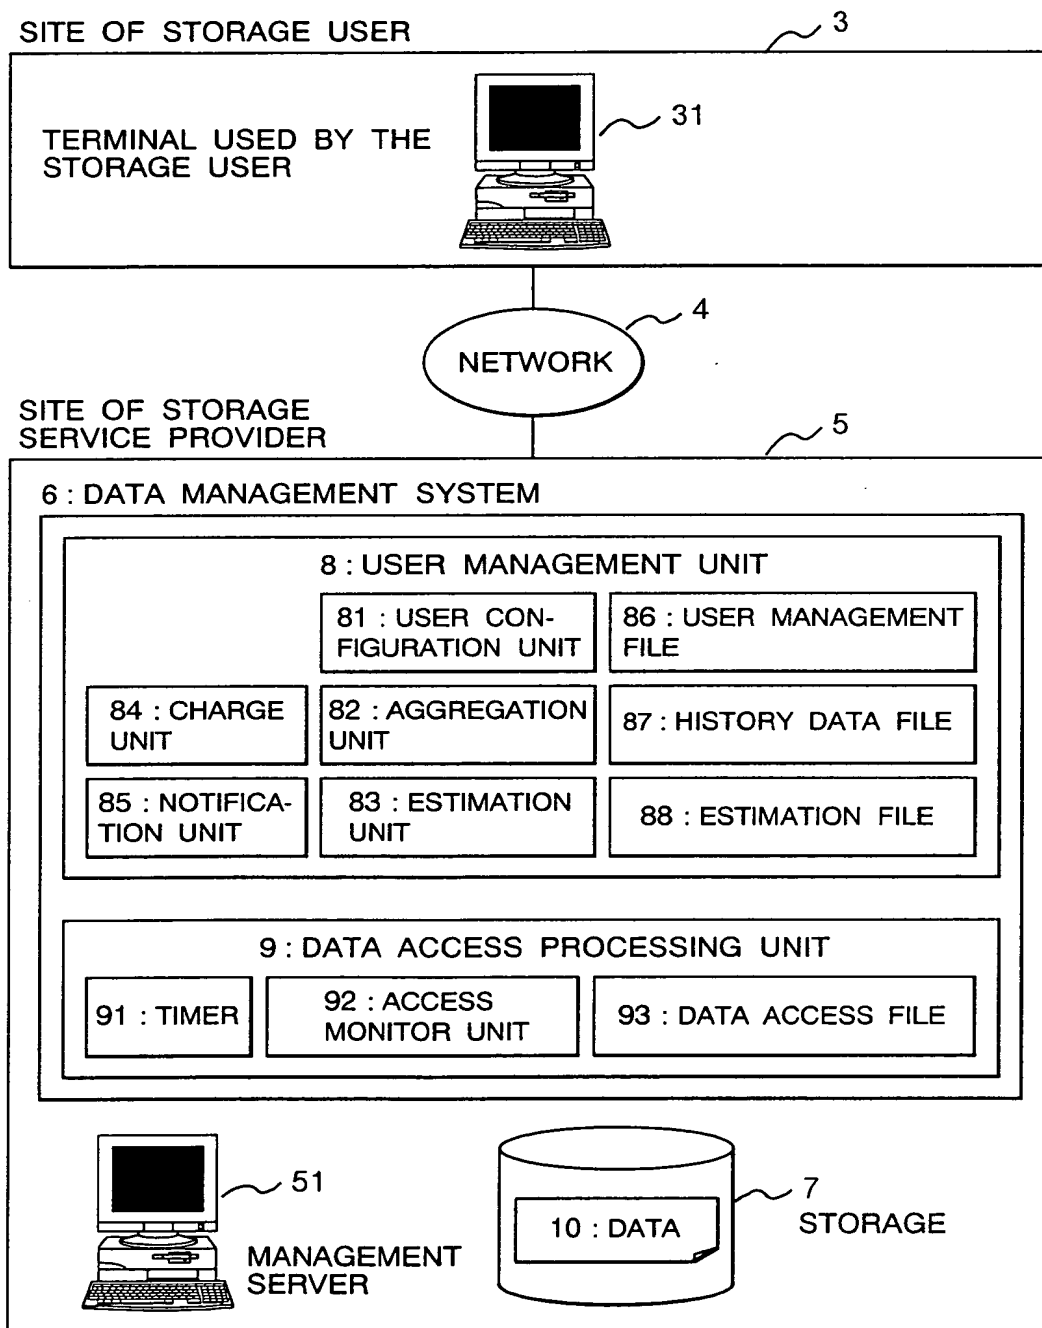 SITE OF STORAGE USER
3
TERMINAL USED BY THE
STORAGE USER
31
4
NETWORK
SITE OF STORAGE
SERVICE PROVIDER
5
6 : DATA MANAGEMENT SYSTEM
8 : USER MANAGEMENT UNIT
81 : USER CON-
FIGURATION UNIT
86 : USER MANAGEMENT
FILE
84 : CHARGE
UNIT
82 : AGGREGATION
UNIT
87 : HISTORY DATA FILE
85 : NOTIFICA-
TION UNIT
83 : ESTIMATION
UNIT
88 : ESTIMATION FILE
9 : DATA ACCESS PROCESSING UNIT
91 : TIMER
92 : ACCESS
MONITOR UNIT
93 : DATA ACCESS FILE
51
MANAGEMENT
SERVER
10 : DATA
7
STORAGE